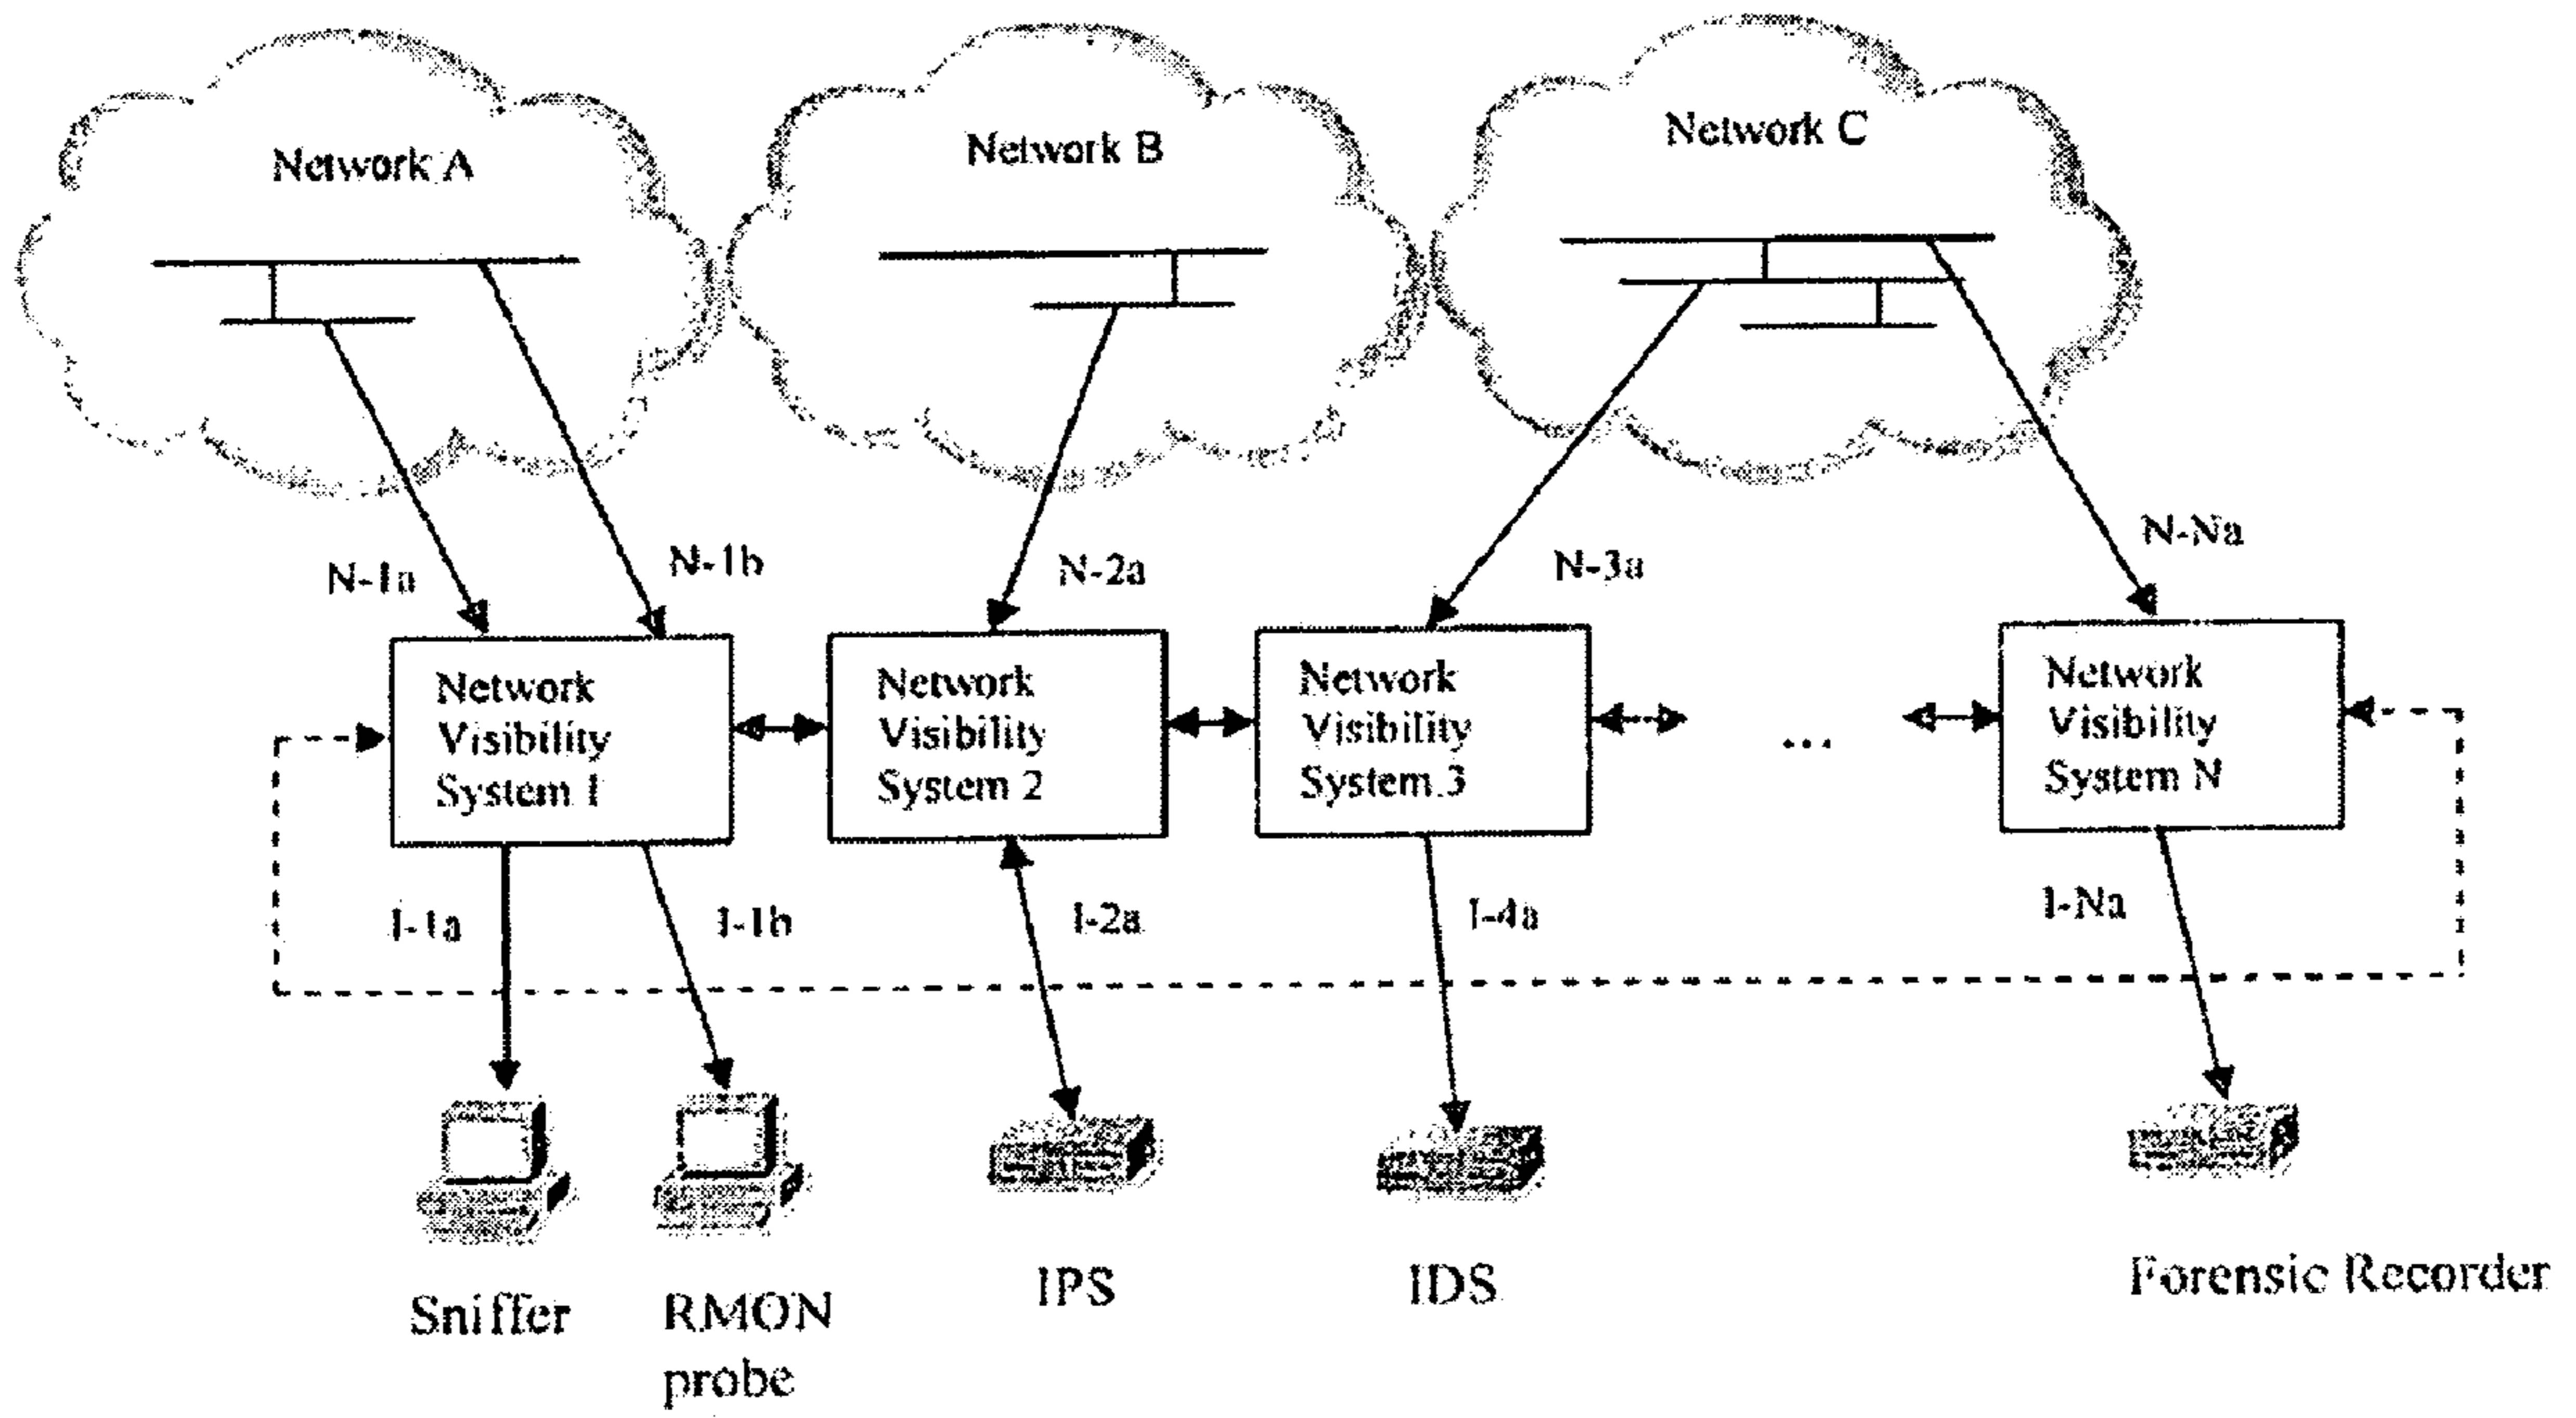 Network A
Network B
Network C
N-1a
N-1b
N-2a
N-3a
N-Na
Network
Visibility
System 1
Network
Visibility
System 2
Network
Visibility
System 3
...
Network
Visibility
System N
I-1a
I-1b
I-2a
I-4a
I-Na
Sniffer
RMON
probe
IPS
IDS
Forensic Recorder